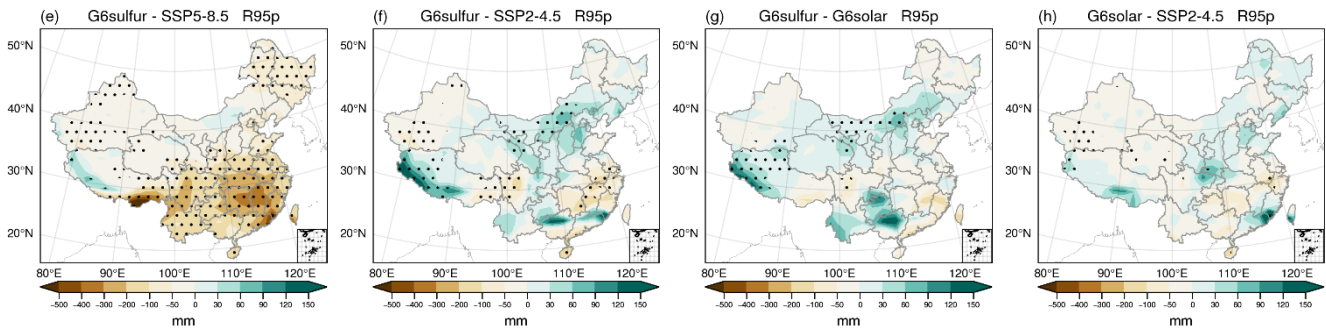 (e) G6sulfur - SSP5-8.5 R95p
(f) G6sulfur - SSP2-4.5 R95p
(g) G6sulfur - G6solar R95p
(h) G6solar - SSP2-4.5 R95p
50°N 50°N 50°N 50°N
40°N 40°N 40°N 40°N
30°N 30°N 30°N 30°N
20°N 20°N 20°N 20°N
80°E 90°E 100°E 110°E 120°E 80°E 90°E 100°E 110°E 120°E 80°E 90°E 100°E 110°E 120°E 80°E 90°E 100°E 110°E 120°E
-500 -400 -300 -200 -100 -50 0 30 60 90 120 150 -500 -400 -300 -200 -100 -50 0 30 60 90 120 150 -500 -400 -300 -200 -100 -50 0 30 60 90 120 150 -500 -400 -300 -200 -100 -50 0 30 60 90 120 150
mm mm mm mm